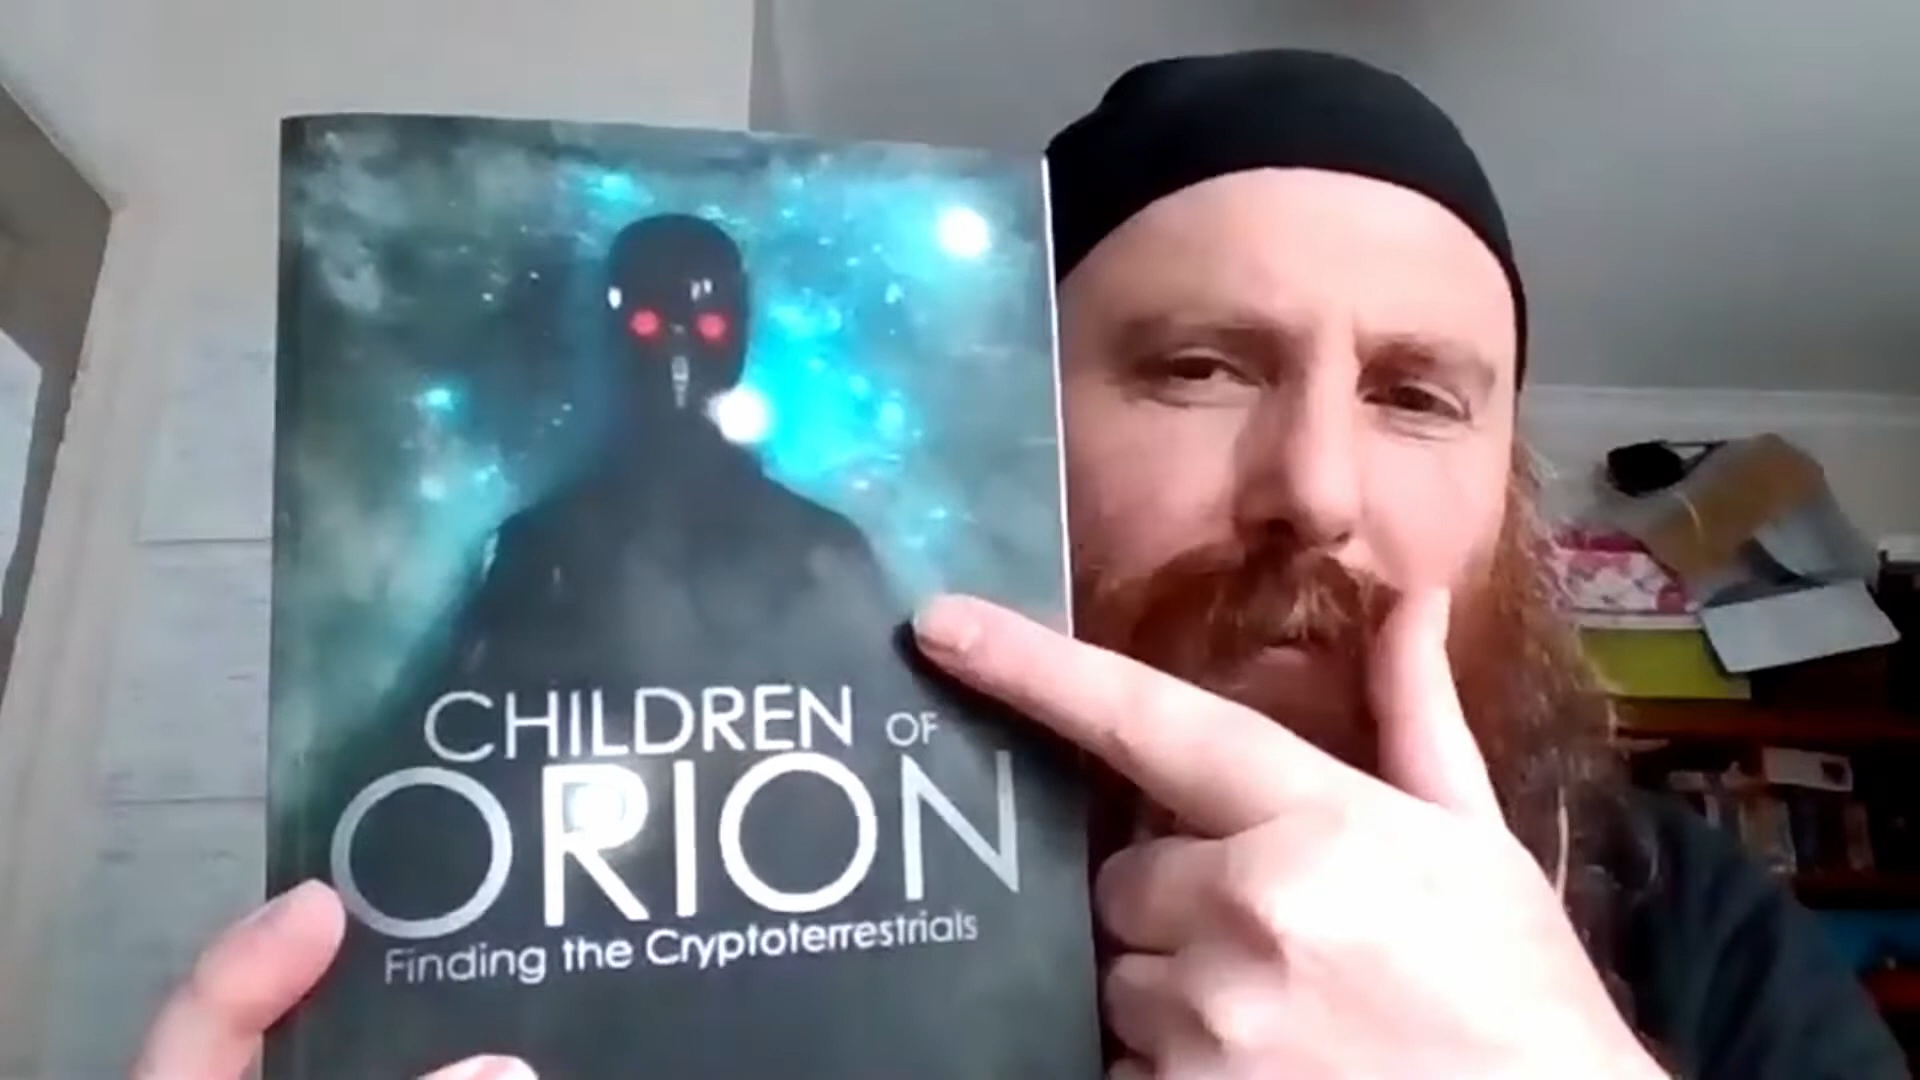 CHILDREN OF
ORION
Finding the Cryptoterrestrials